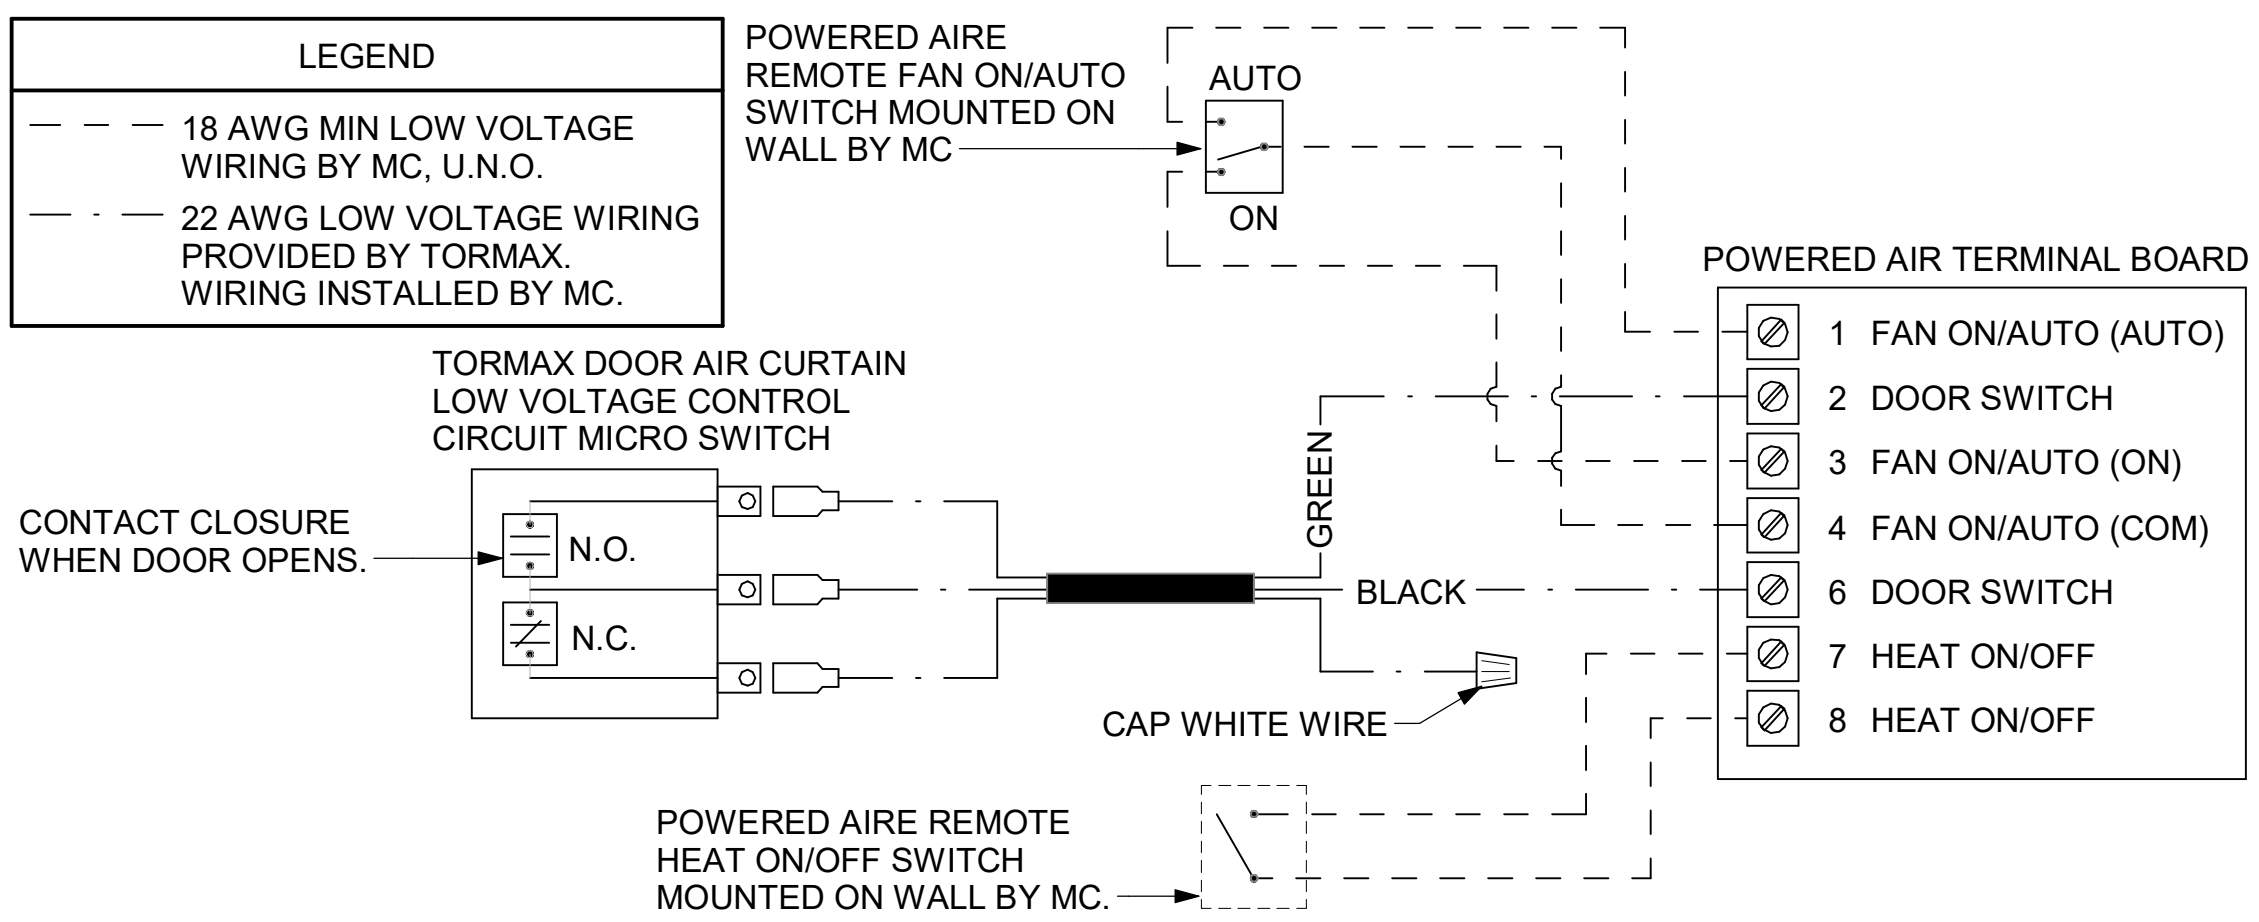 LEGEND
18 AWG MIN LOW VOLTAGE
WIRING BY MC, U.N.O.
22 AWG LOW VOLTAGE WIRING
PROVIDED BY TORMAX.
WIRING INSTALLED BY MC.
POWERED AIRE
REMOTE FAN ON/AUTO
SWITCH MOUNTED ON
WALL BY MC
AUTO
ON
POWERED AIR TERMINAL BOARD
1 FAN ON/AUTO (AUTO)
2 DOOR SWITCH
3 FAN ON/AUTO (ON)
4 FAN ON/AUTO (COM)
6 DOOR SWITCH
7 HEAT ON/OFF
8 HEAT ON/OFF
TORMAX DOOR AIR CURTAIN
LOW VOLTAGE CONTROL
CIRCUIT MICRO SWITCH
CONTACT CLOSURE
WHEN DOOR OPENS.
N.O.
N.C.
GREEN
BLACK
CAP WHITE WIRE
POWERED AIRE REMOTE
HEAT ON/OFF SWITCH
MOUNTED ON WALL BY MC.